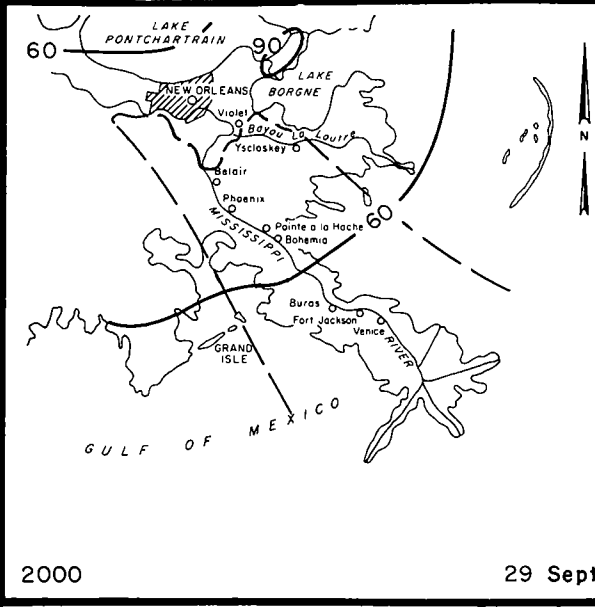 LAKE
PONTCHARTRAIN
60
90
LAKE
BORGNE
NEW ORLEANS
Violet
Bayou La Loutre
Yscloskey
N
Belair
Phoenix
MISSISSIPPI
60
Pointe a la Hache
Bohemia
Buras
Fort Jackson
Venice
RIVER
GRAND
ISLE
GULF OF MEXICO
2000
29 Sept